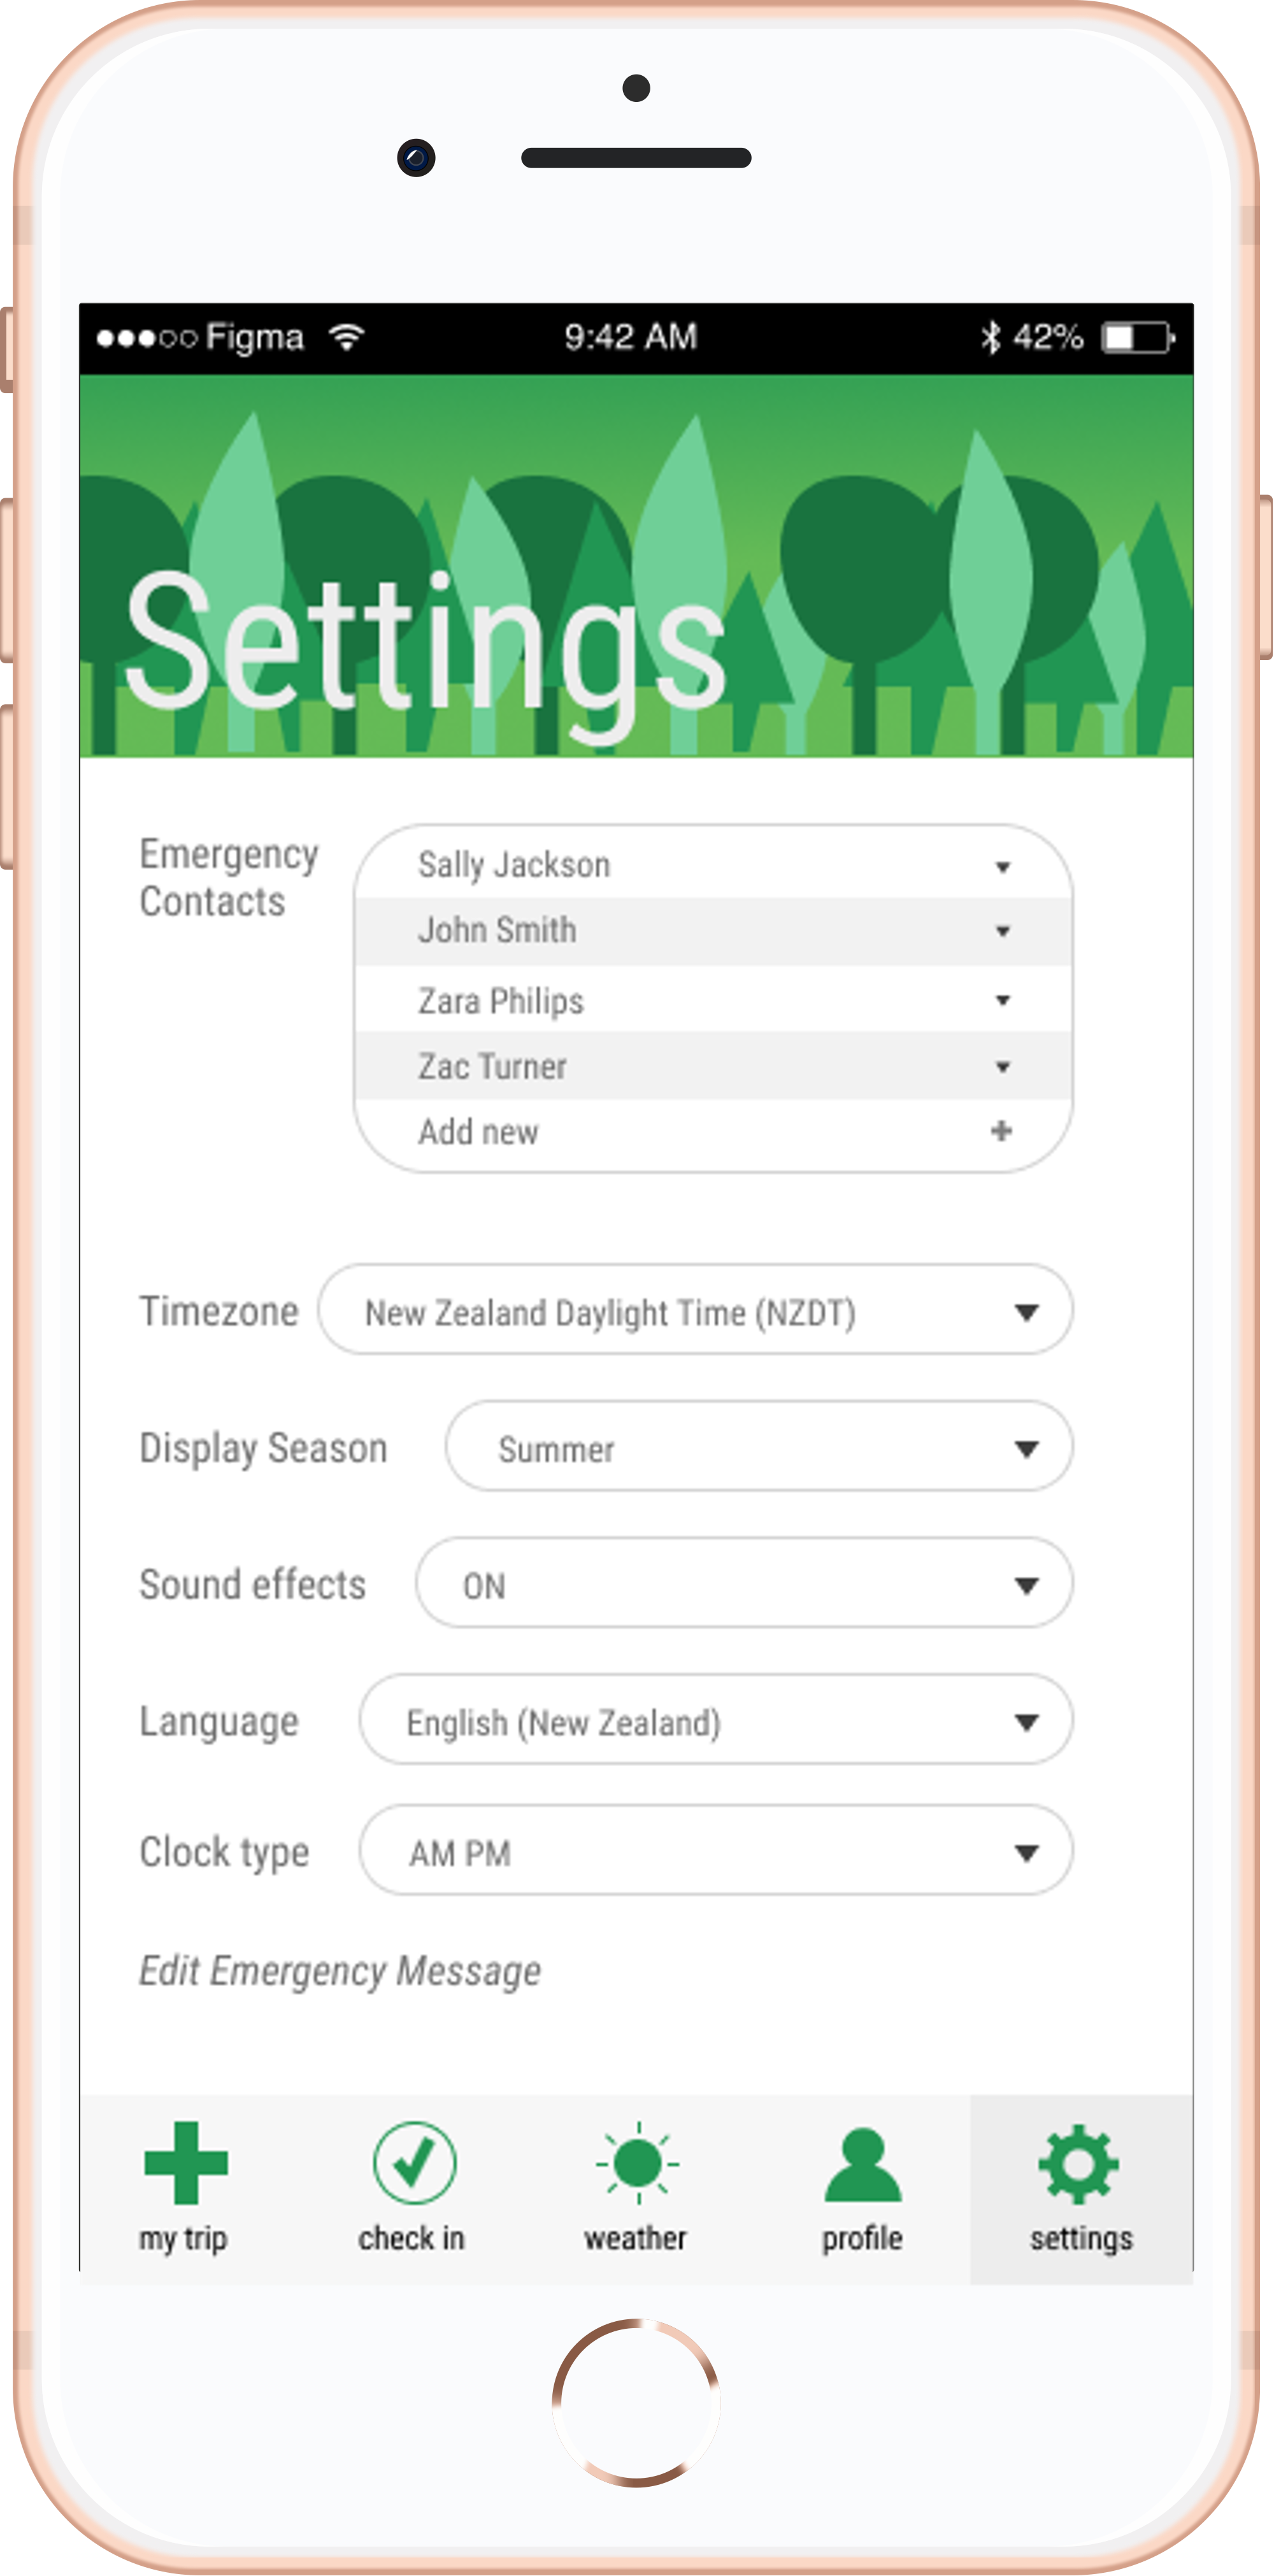 Figma 9:42 AM 42%
Settings
Emergency
Contacts
Sally Jackson
John Smith
Zara Philips
Zac Turner
Add new
Timezone New Zealand Daylight Time (NZDT)
Display Season Summer
Sound effects ON
Language English (New Zealand)
Clock type AM PM
Edit Emergency Message
my trip check in weather profile settings